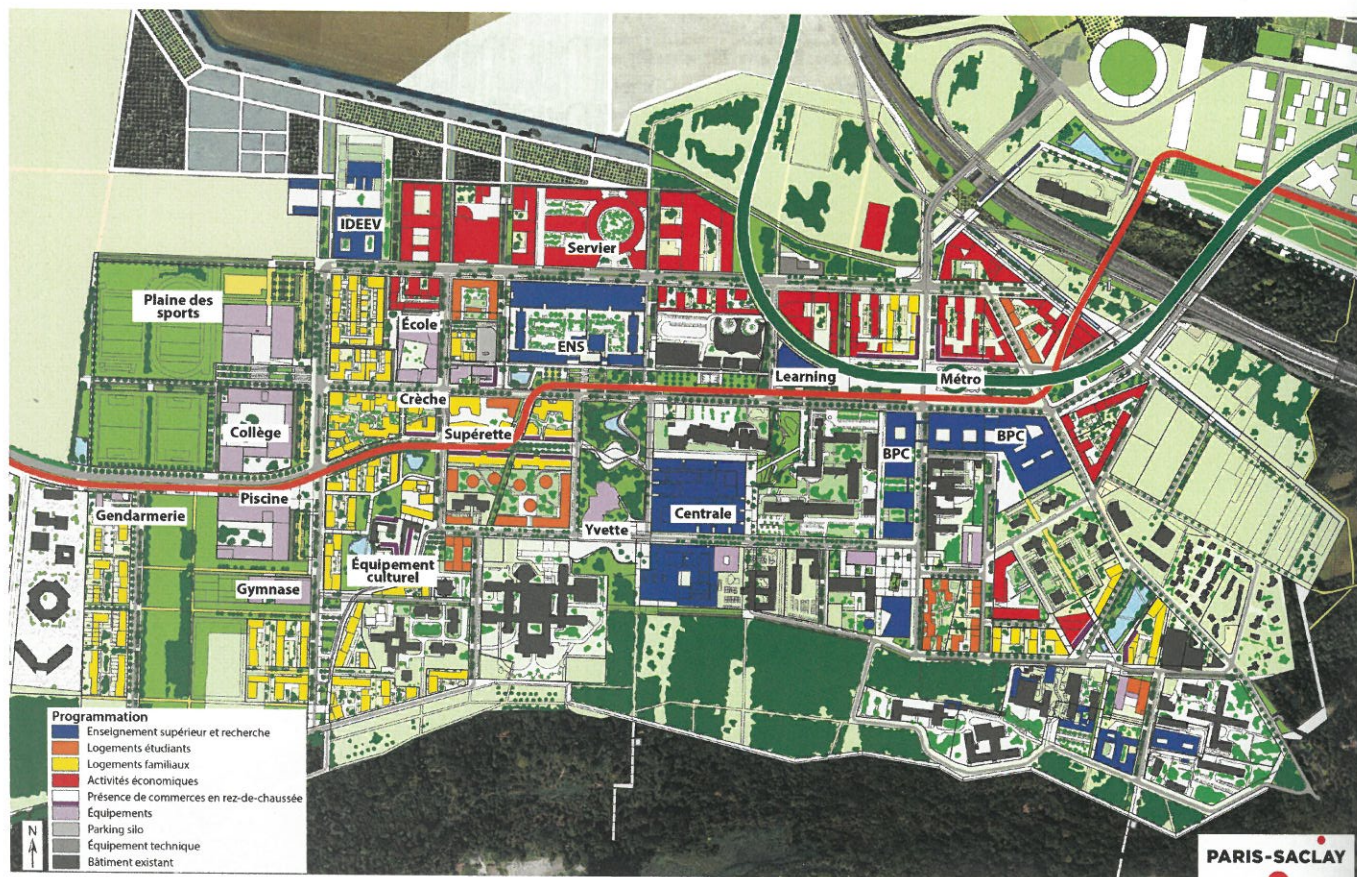 IDEEV
Servier
Plaine des
sports
École
ENS
Crèche
Learning
Métro
Collège
Supérette
BPC
BPC
Piscine
Gendarmerie
Yvette
Centrale
Équipement
culturel
Gymnase
Programmation
Enseignement supérieur et recherche
Logements étudiants
Logements familiaux
Activités économiques
Présence de commerces en rez-de-chaussée
Équipements
Parking silo
Équipement technique
Bâtiment existant
N
PARIS-SACLAY